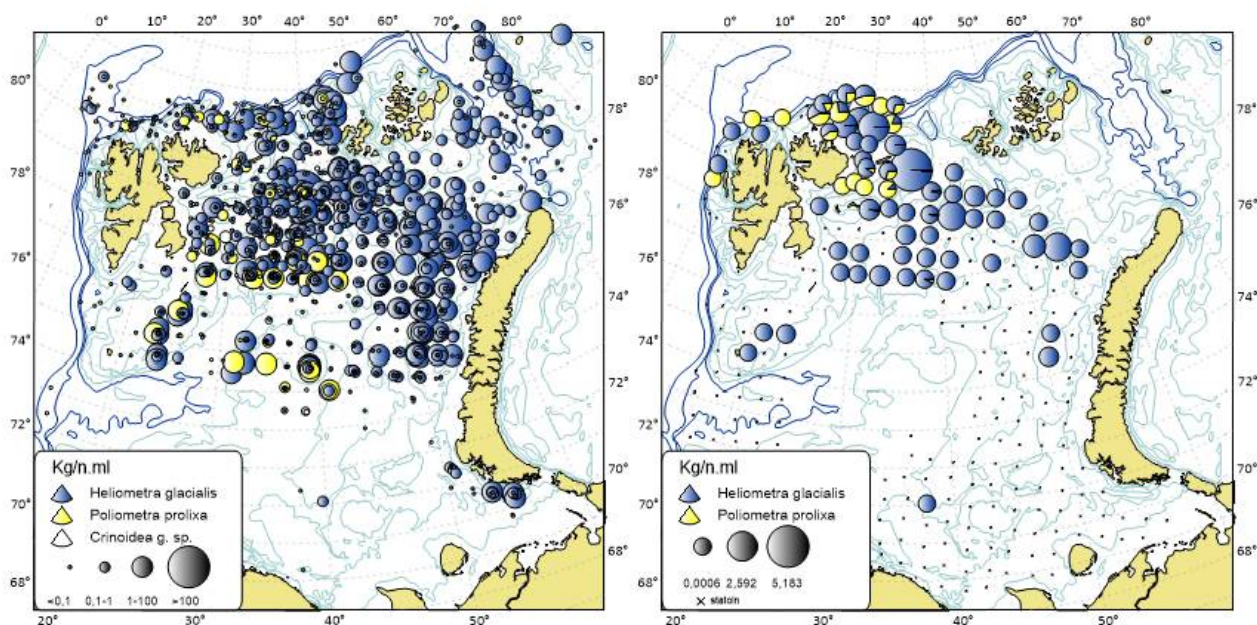 0° 10° 20° 30° 40° 50° 60° 70° 80°
80°
78°
76°
74°
72°
70°
68°
78°
76°
74°
72°
70°
68°
20° 30° 40° 50°
Kg/n.ml
Heliometra glacialis
Poliometra prolixa
Crinoidea g. sp.
<0,1 0,1-1 1-100 >100
0° 10° 20° 30° 40° 50° 60° 70° 80°
80°
78°
76°
74°
72°
70°
68°
78°
76°
74°
72°
70°
68°
20° 30° 40° 50°
Kg/n.ml
Heliometra glacialis
Poliometra prolixa
0,0006 2,592 5,183
× statoin